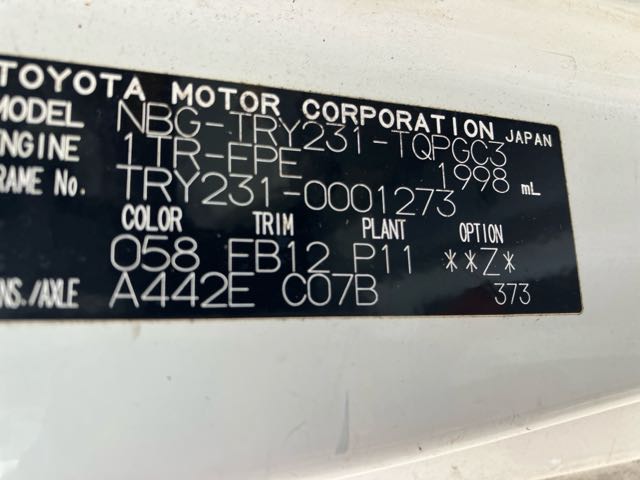 TOYOTA MOTOR CORPORATION JAPAN
MODEL NBG-TRY231-TQPGC3
ENGINE 1TR-FPE 1998 mL
FRAME No. TRY231-0001273
COLOR TRIM PLANT OPTION
058 FB12 P11 **Z*
NS./AXLE A442E C07B 373